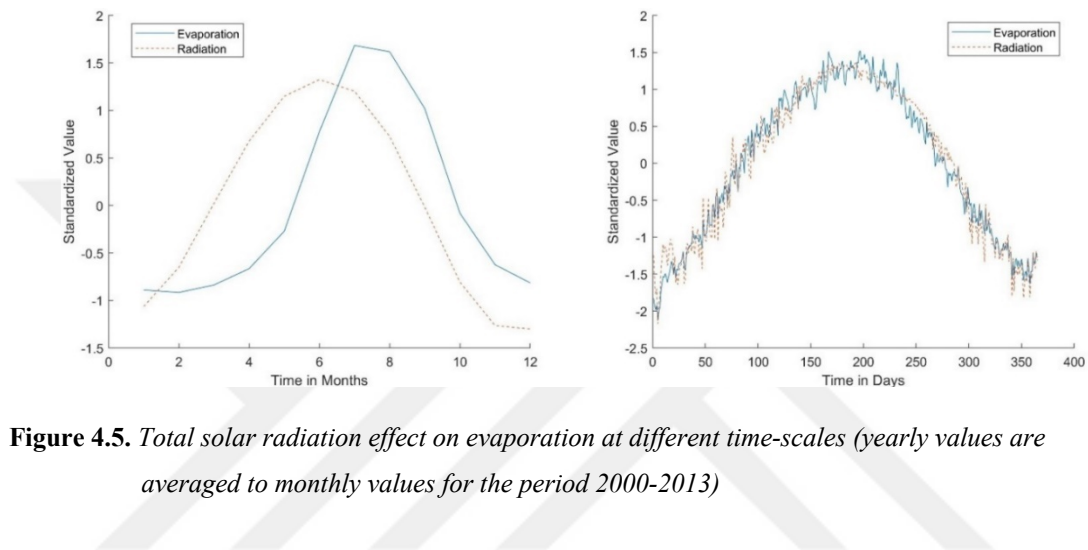 2
1.5
1
0.5
0
-0.5
-1
-1.5
Standardized Value
Evaporation
Radiation
0 2 4 6 8 10 12
Time in Months
2
1.5
1
0.5
0
-0.5
-1
-1.5
-2
-2.5
Standardized Value
Evaporation
Radiation
0 50 100 150 200 250 300 350 400
Time in Days
Figure 4.5. Total solar radiation effect on evaporation at different time-scales (yearly values are
averaged to monthly values for the period 2000-2013)